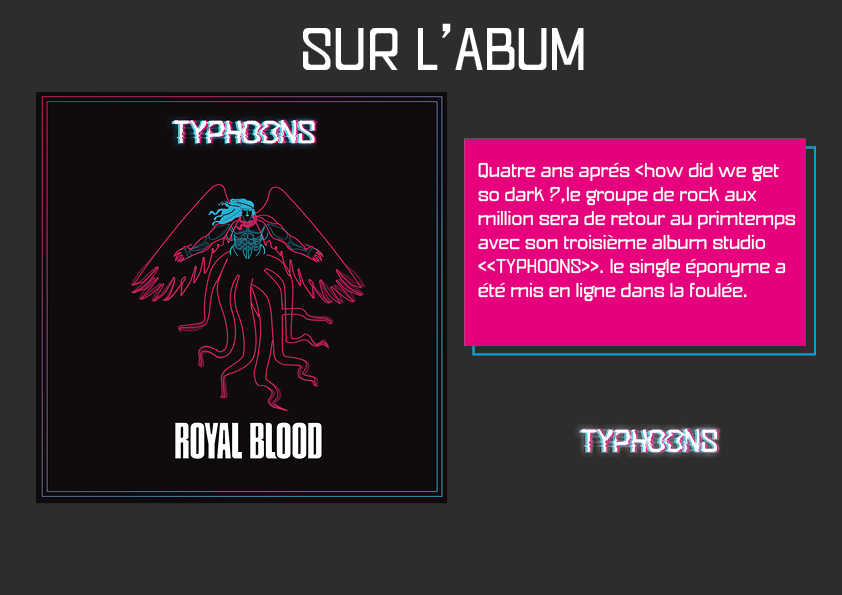 SUR L'ABUM
TYPHOONS
ROYAL BLOOD
Quatre ans aprés <how did we get
so dark ?,le groupe de rock aux
million sera de retour au primtemps
avec son troisième album studio
<<TYPHOONS>>. le single éponyme a
été mis en ligne dans la foulée.
TYPHOONS